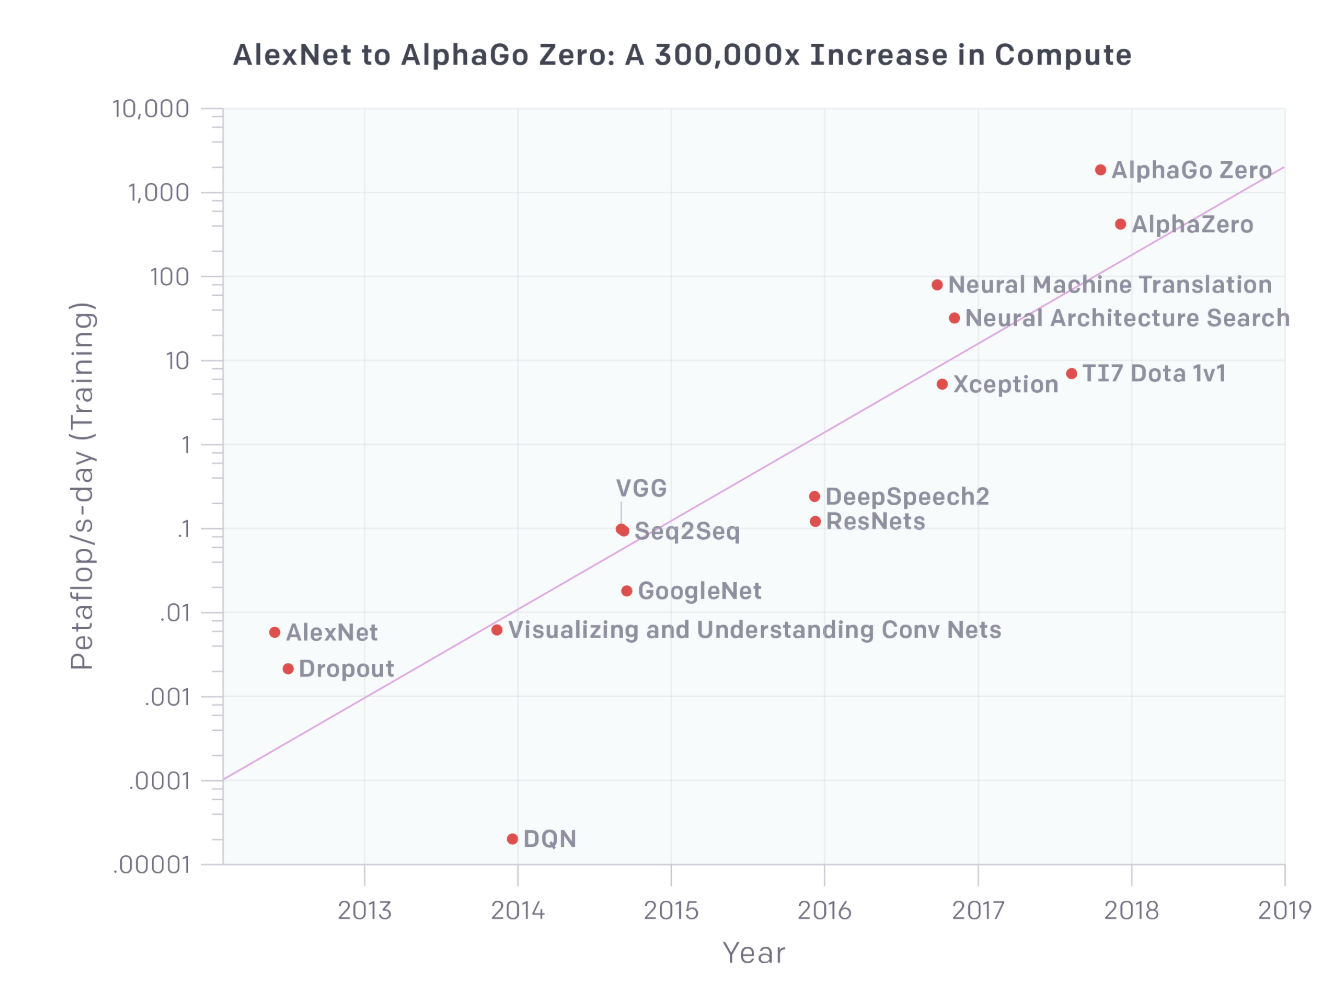 AlexNet to AlphaGo Zero: A 300,000x Increase in Compute
10,000
1,000
100
10
1
.1
.01
.001
.0001
.00001
Petaflop/s-day (Training)
AlphaGo Zero
AlphaZero
Neural Machine Translation
Neural Architecture Search
TI7 Dota 1v1
Xception
VGG
DeepSpeech2
ResNets
Seq2Seq
GoogleNet
Visualizing and Understanding Conv Nets
AlexNet
Dropout
DQN
2013 2014 2015 2016 2017 2018 2019
Year